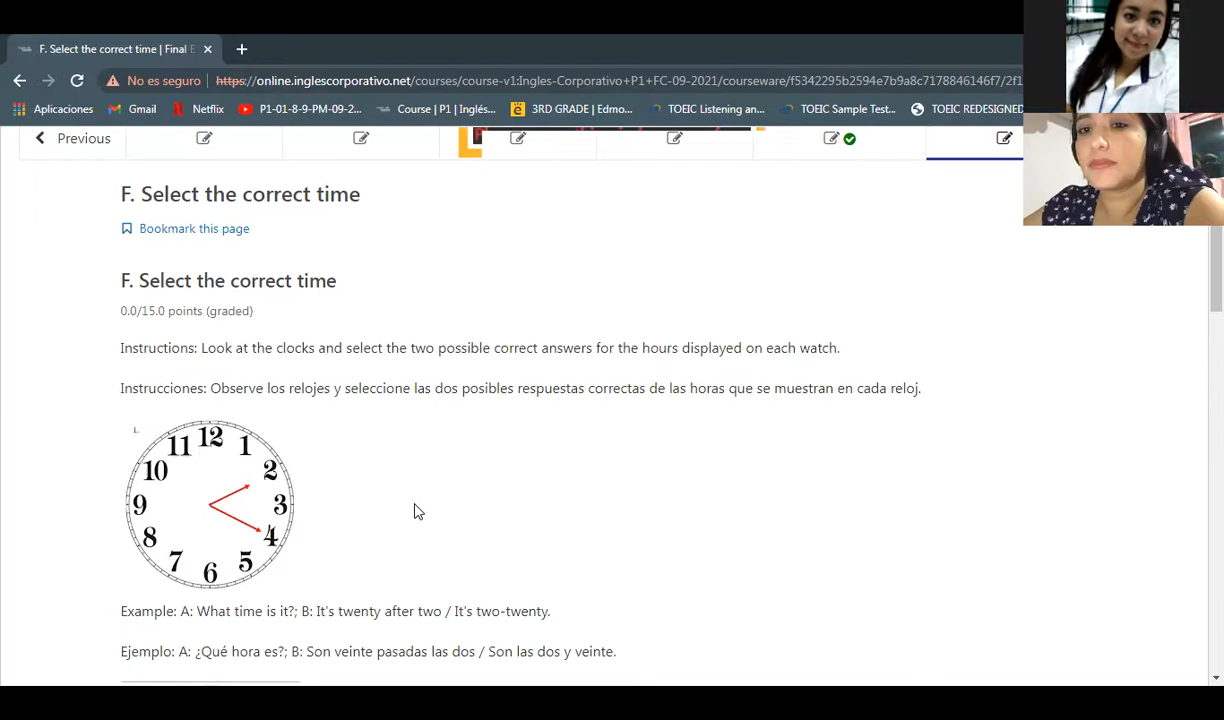 F. Select the correct time | Final E
No es seguro
https://online.inglescorporativo.net/courses/course-v1:Ingles-Corporativo+P1+FC-09-2021/courseware/f5342295b2594e7b9a8c7178846146f7/2f1
Aplicaciones Gmail Netflix P1-01-8-9-PM-09-2... Course | P1 | Inglés... 3RD GRADE | Edmo... TOEIC Listening an... TOEIC Sample Test... TOEIC REDESIGNED
Previous
F. Select the correct time
Bookmark this page
F. Select the correct time
0.0/15.0 points (graded)
Instructions: Look at the clocks and select the two possible correct answers for the hours displayed on each watch.
Instrucciones: Observe los relojes y seleccione las dos posibles respuestas correctas de las horas que se muestran en cada reloj.
12
11 1
10 2
9 3
8 4
7 5
6
Example: A: What time is it?; B: It's twenty after two / It's two-twenty.
Ejemplo: A: ¿Qué hora es?; B: Son veinte pasadas las dos / Son las dos y veinte.